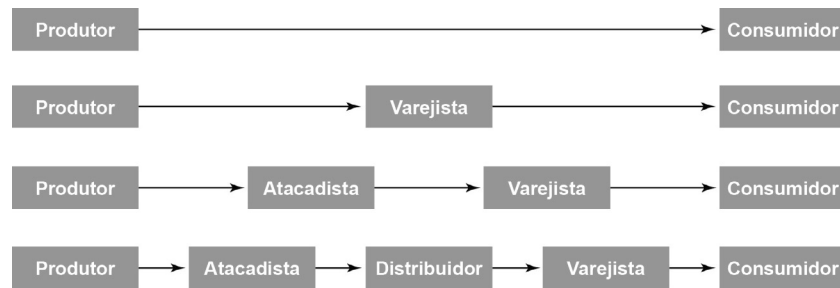 Produtor Consumidor
Produtor Varejista Consumidor
Produtor Atacadista Varejista Consumidor
Produtor Atacadista Distribuidor Varejista Consumidor